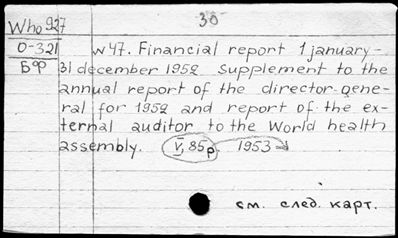 Who 927
30
0-321
БФ
w47. Financial report 1 january -
31 december 1952 Supplement to the
annual report of the director gene-
ral for 1952 and report of the ex-
ternal auditor to the World health
assembly. V, 85p. 1953
см. след. карт.